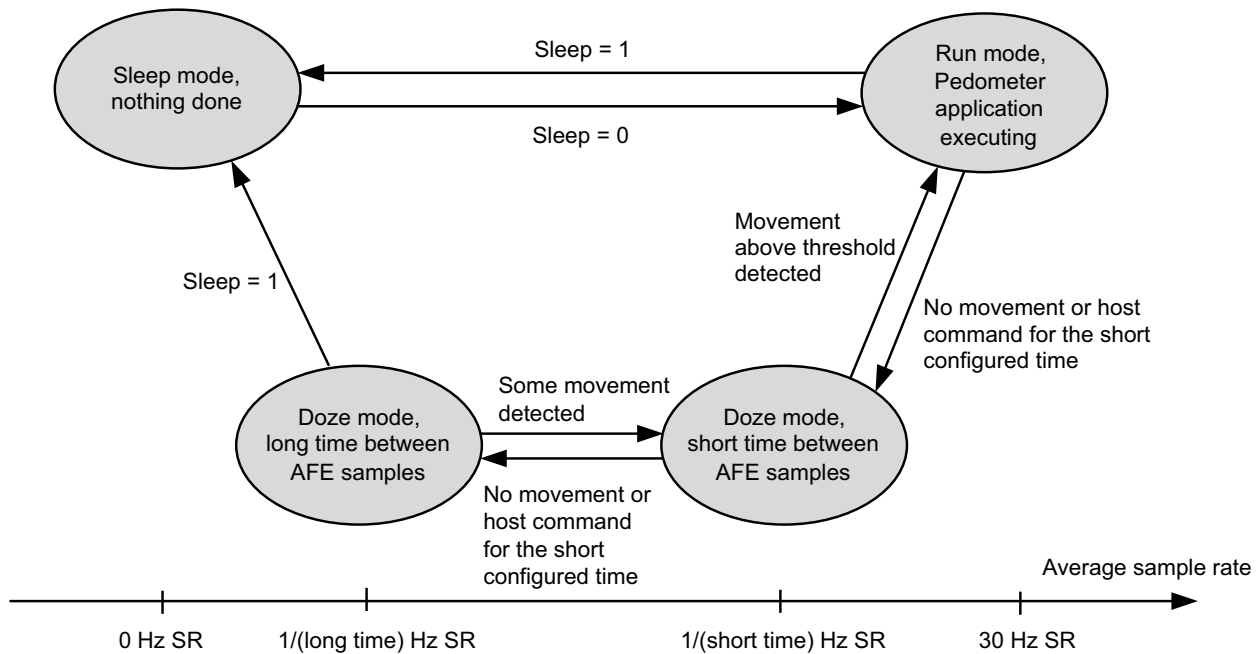 Sleep mode,
nothing done
Sleep = 1
Sleep = 0
Run mode,
Pedometer
application
executing
Sleep = 1
Movement
above threshold
detected
No movement or host
command for the short
configured time
Doze mode,
long time between
AFE samples
Some movement
detected
Doze mode,
short time between
AFE samples
No movement or
host command
for the short
configured time
Average sample rate
0 Hz SR
1/(long time) Hz SR
1/(short time) Hz SR
30 Hz SR